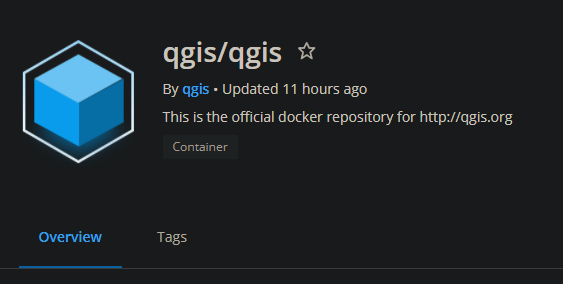 qgis/qgis
By qgis • Updated 11 hours ago
This is the official docker repository for http://qgis.org
Container
Overview Tags